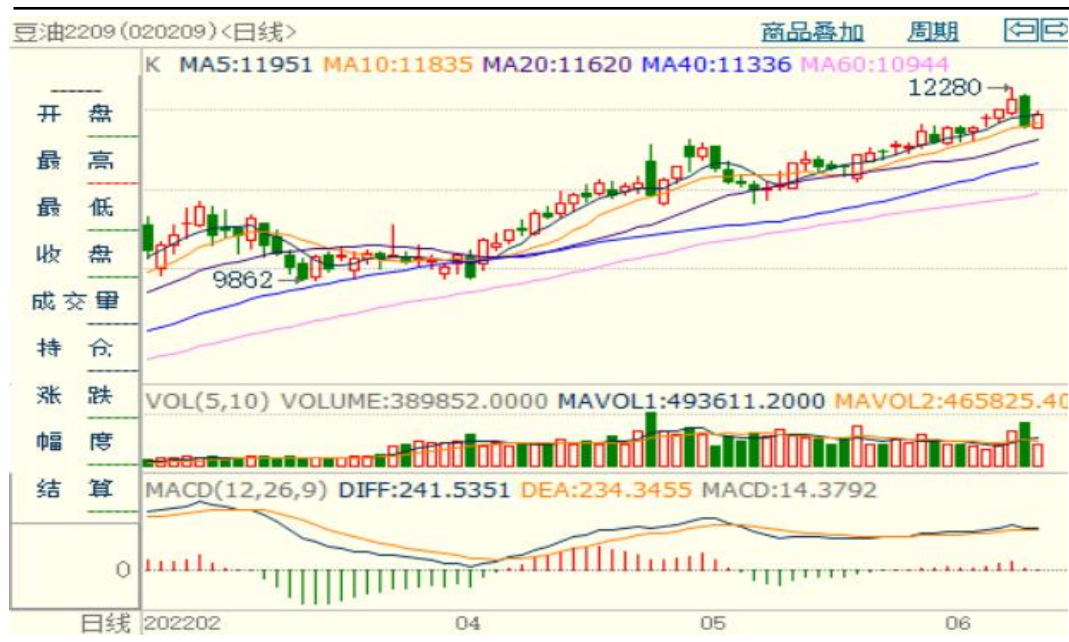 豆油2209(020209)<日线>
商品叠加 周期
K MA5:11951 MA10:11835 MA20:11620 MA40:11336 MA60:10944
12280
开 盘
最 高
最 低
收 盘
9862
成交量
持 仓
涨 跌
VOL(5,10) VOLUME:389852.0000 MAVOL1:493611.2000 MAVOL2:465825.40
幅 度
结 算
MACD(12,26,9) DIFF:241.5351 DEA:234.3455 MACD:14.3792
0
日线 202202 04 05 06